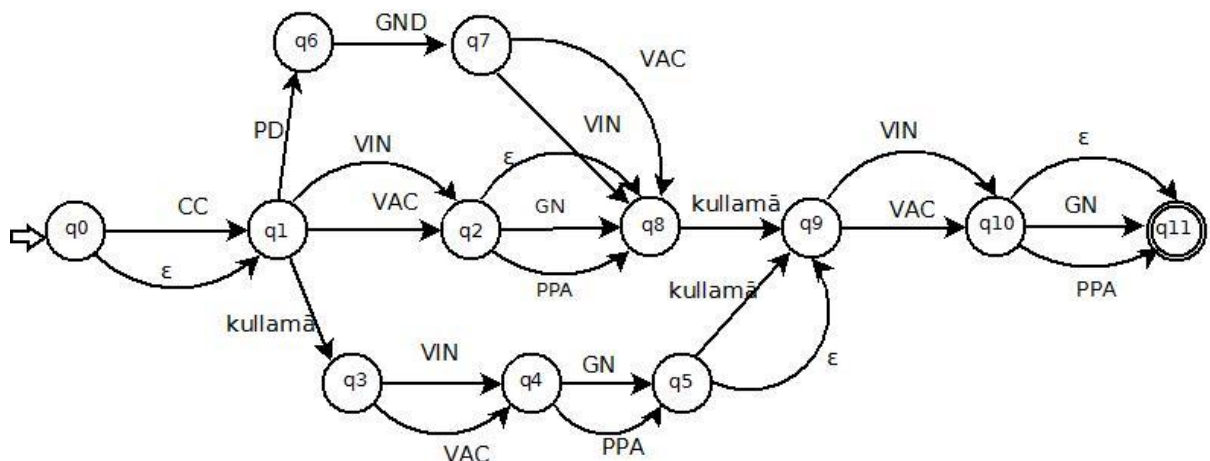 GND
q6
q7
VAC
PD
VIN
VIN
ε
VIN
ε
CC
VAC
GN
kullamā
VAC
GN
q0
q1
q2
q8
q9
q10
q11
ε
PPA
PPA
kullamā
kullamā
VIN
GN
ε
q3
q4
q5
VAC
PPA